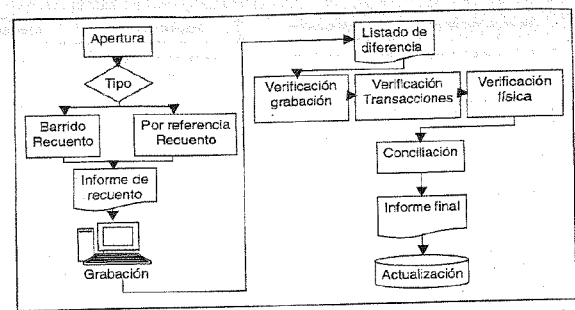 Apertura
Tipo
Barrido
Recuento
Por referencia
Recuento
Informe de
recuento
Grabación
Listado de
diferencia
Verificación
grabación
Verificación
Transacciones
Verificación
física
Conciliación
Informe final
Actualización